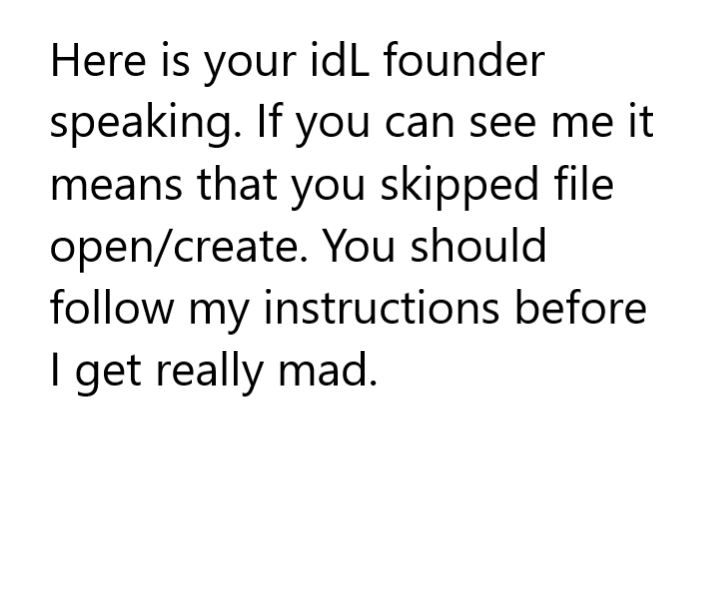 Here is your idL founder
speaking. If you can see me it
means that you skipped file
open/create. You should
follow my instructions before
I get really mad.